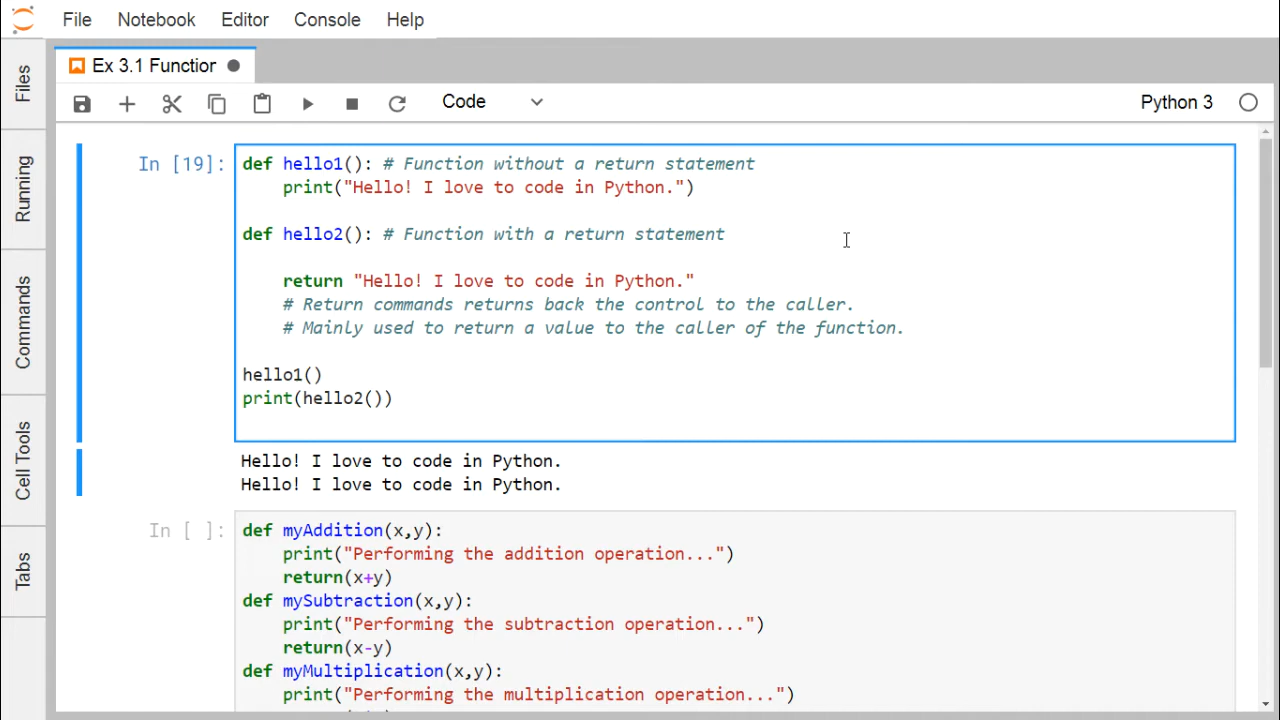 File Notebook Editor Console Help
Ex 3.1 Function
Code Python 3
Files
Running
Commands
Cell Tools
Tabs
In [19]:
def hello1(): # Function without a return statement
    print("Hello! I love to code in Python.")
def hello2(): # Function with a return statement
    return "Hello! I love to code in Python."
    # Return commands returns back the control to the caller.
    # Mainly used to return a value to the caller of the function.
hello1()
print(hello2())
Hello! I love to code in Python.
Hello! I love to code in Python.
In [ ]:
def myAddition(x,y):
    print("Performing the addition operation...")
    return(x+y)
def mySubtraction(x,y):
    print("Performing the subtraction operation...")
    return(x-y)
def myMultiplication(x,y):
    print("Performing the multiplication operation...")